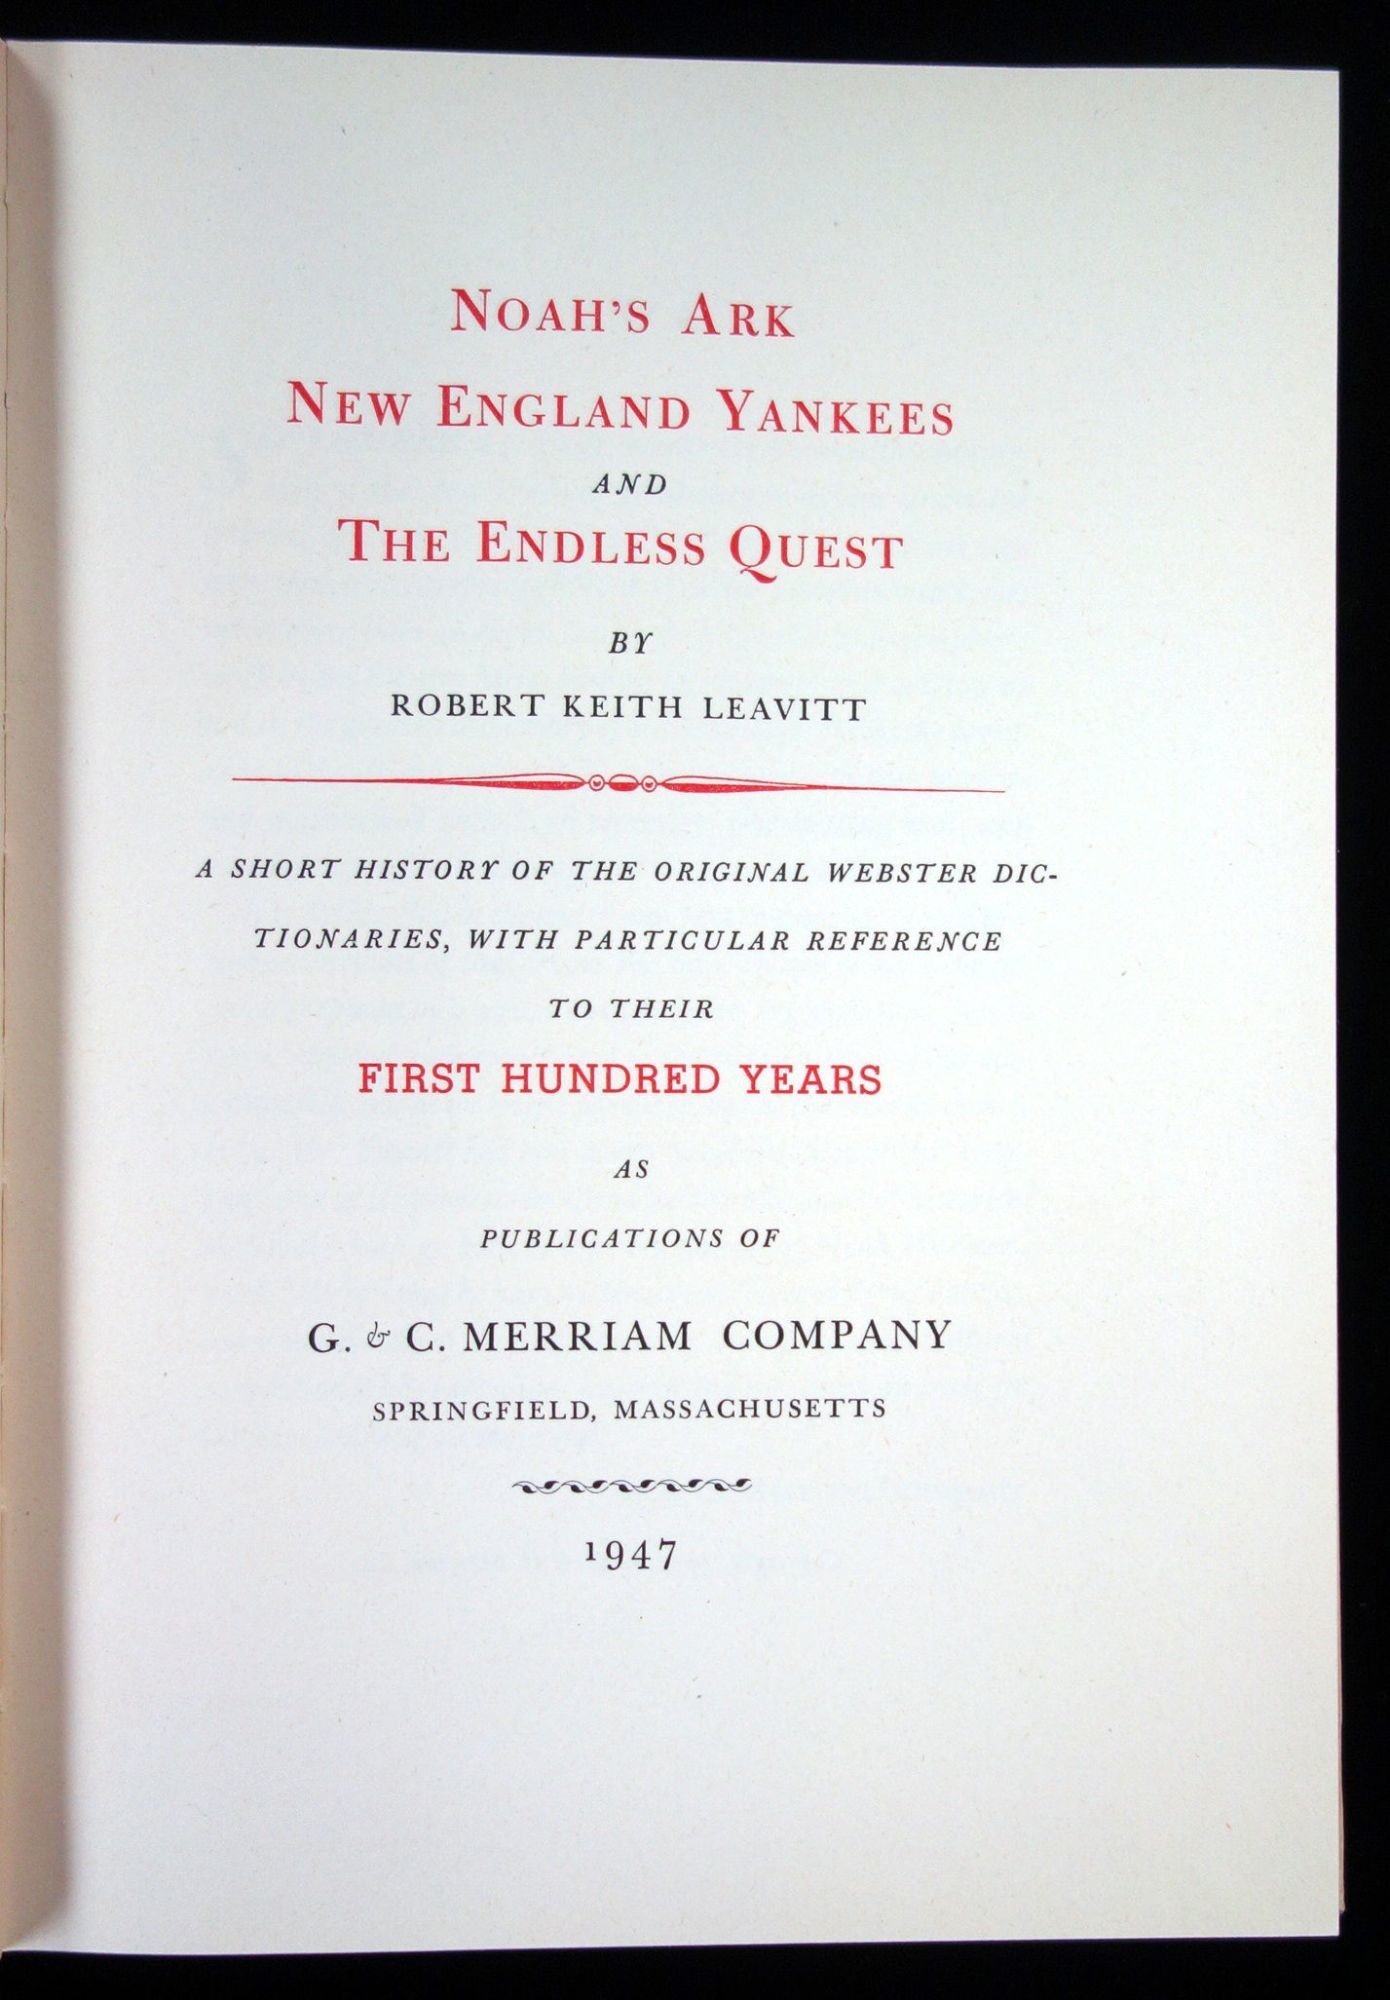 NOAH'S ARK
NEW ENGLAND YANKEES
AND
THE ENDLESS QUEST
BY
ROBERT KEITH LEAVITT
A SHORT HISTORY OF THE ORIGINAL WEBSTER DIC-
TIONARIES, WITH PARTICULAR REFERENCE
TO THEIR
FIRST HUNDRED YEARS
AS
PUBLICATIONS OF
G. & C. MERRIAM COMPANY
SPRINGFIELD, MASSACHUSETTS
1947